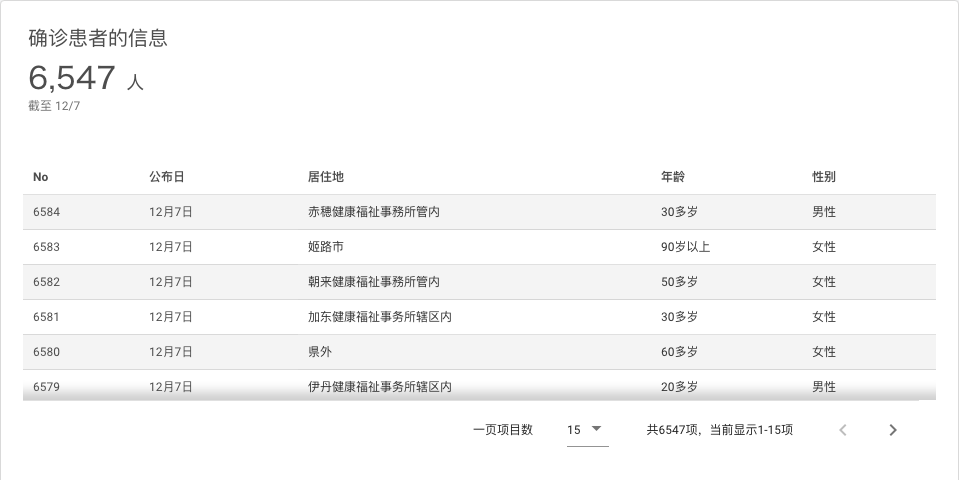 确诊患者的信息
6,547 人
截至 12/7
No 公布日 居住地 年龄 性别
6584 12月7日 赤穂健康福祉事務所管内 30多岁 男性
6583 12月7日 姫路市 90岁以上 女性
6582 12月7日 朝来健康福祉事務所管内 50多岁 女性
6581 12月7日 加东健康福祉事务所辖区内 30多岁 女性
6580 12月7日 県外 60多岁 女性
6579 12月7日 伊丹健康福祉事务所辖区内 20多岁 男性
一页项目数 15 共6547项，当前显示1-15项